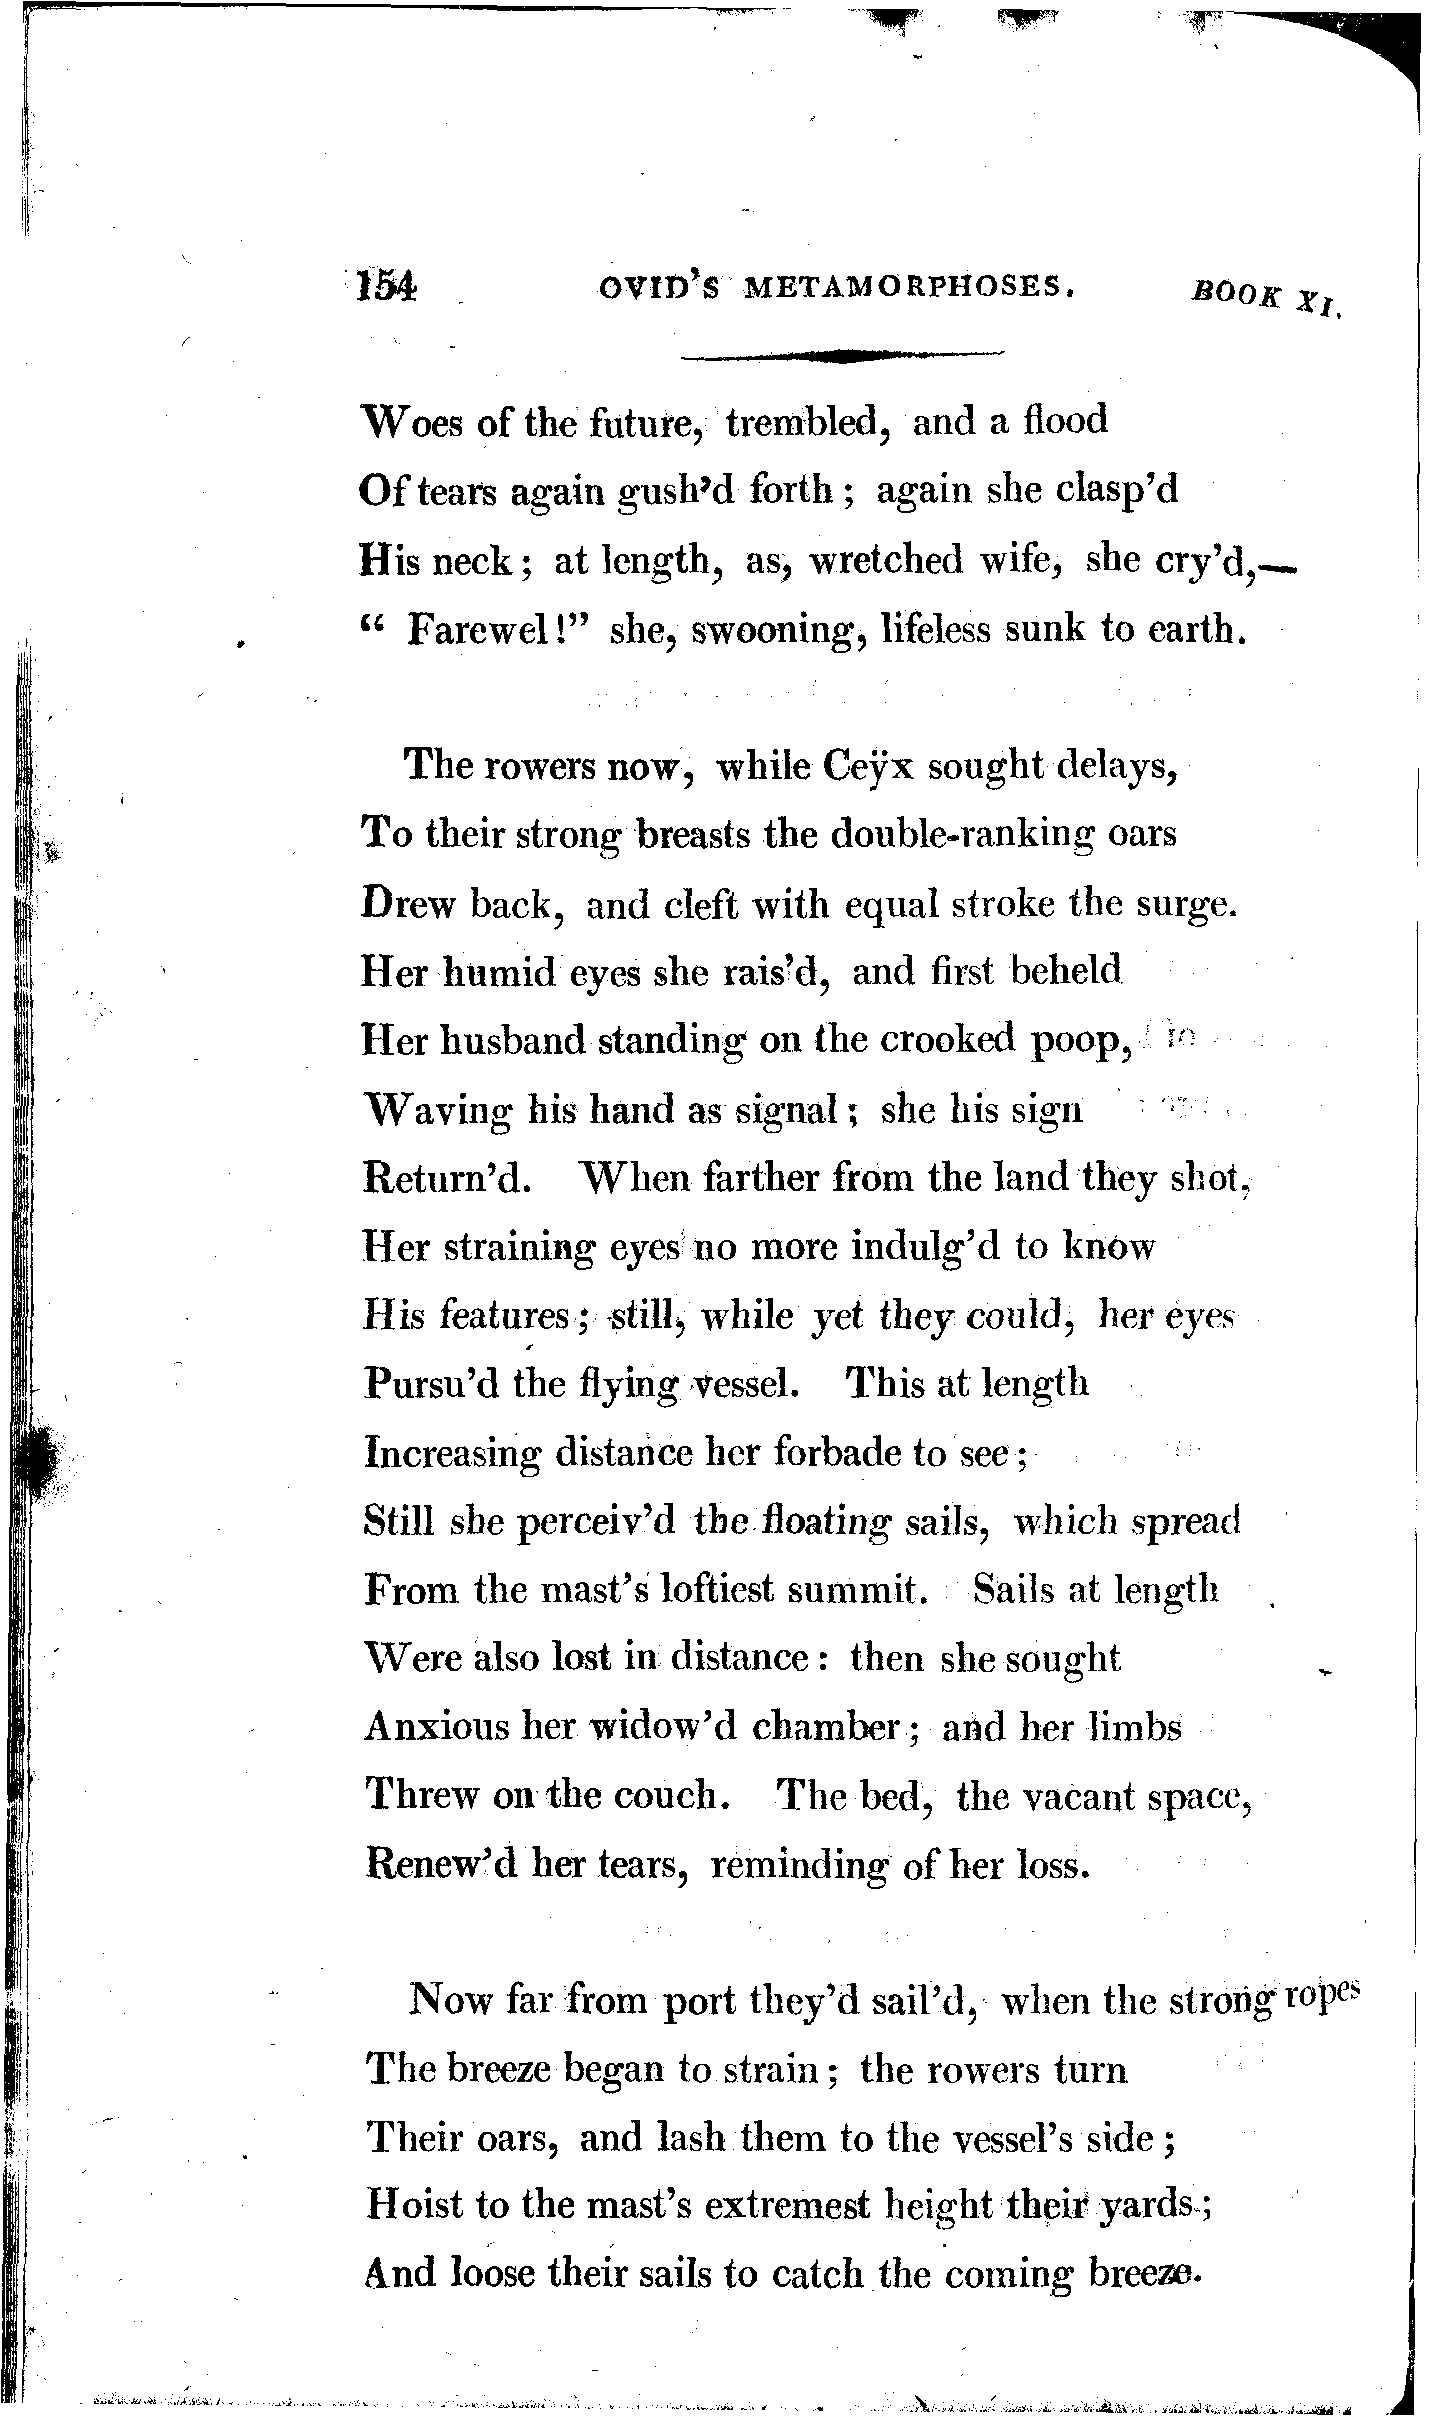 154 OVID'S METAMORPHOSES. BOOK XI.
Woes of the future, trembled, and a flood
Of tears again gush'd forth; again she clasp'd
His neck; at length, as, wretched wife, she cry'd,—
“ Farewel!” she, swooning, lifeless sunk to earth.
The rowers now, while Ceÿx sought delays,
To their strong breasts the double-ranking oars
Drew back, and cleft with equal stroke the surge.
Her humid eyes she rais'd, and first beheld
Her husband standing on the crooked poop,
Waving his hand as signal; she his sign
Return'd. When farther from the land they shot,
Her straining eyes no more indulg'd to know
His features; still, while yet they could, her eyes
Pursu'd the flying vessel. This at length
Increasing distance her forbade to see;
Still she perceiv'd the floating sails, which spread
From the mast's loftiest summit. Sails at length
Were also lost in distance: then she sought
Anxious her widow'd chamber; and her limbs
Threw on the couch. The bed, the vacant space,
Renew'd her tears, reminding of her loss.
Now far from port they'd sail'd, when the strong ropes
The breeze began to strain; the rowers turn
Their oars, and lash them to the vessel's side;
Hoist to the mast's extremest height their yards;
And loose their sails to catch the coming breeze.